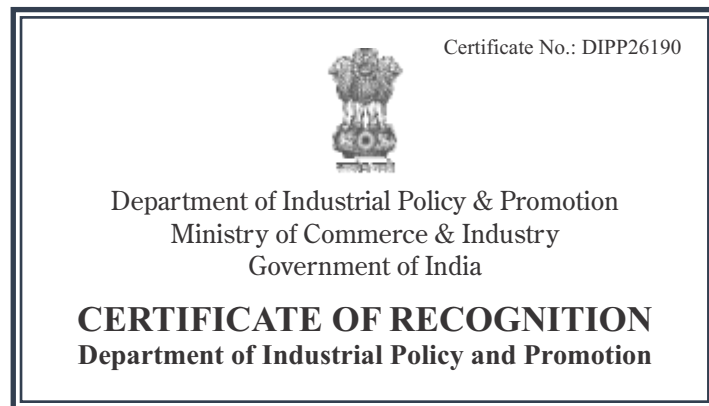 Certificate No.: DIPP26190
Department of Industrial Policy & Promotion
Ministry of Commerce & Industry
Government of India
CERTIFICATE OF RECOGNITION
Department of Industrial Policy and Promotion